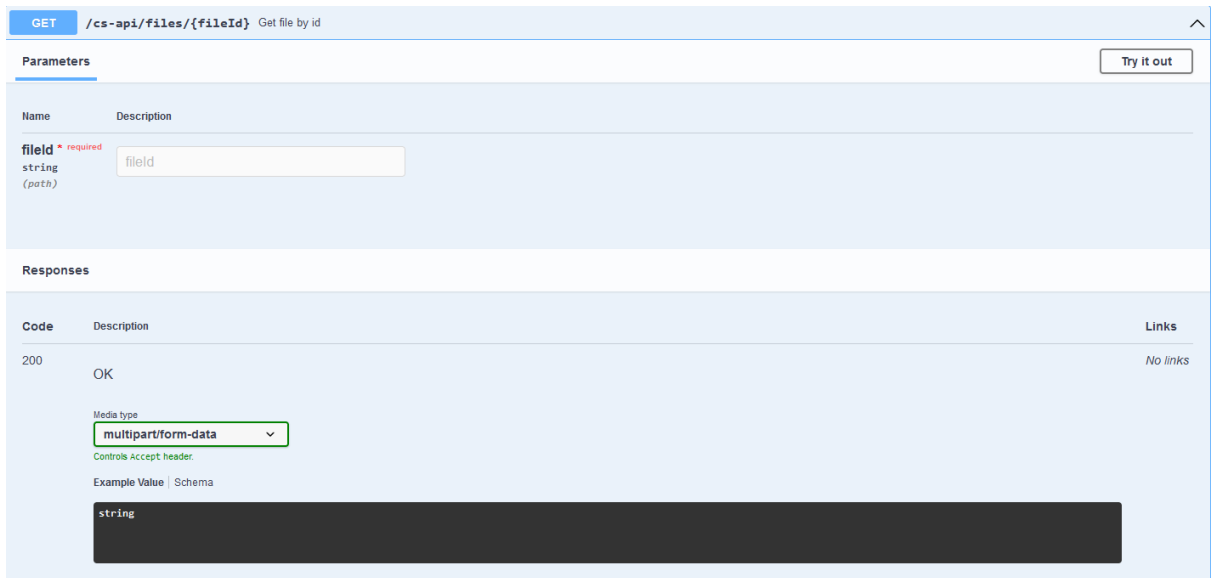 GET /cs-api/files/{fileId} Get file by id
Parameters
Try it out
Name Description
fileId * required
string
(path)
fileId
Responses
Code Description Links
200 OK No links
Media type
multipart/form-data
Controls Accept header.
Example Value Schema
string